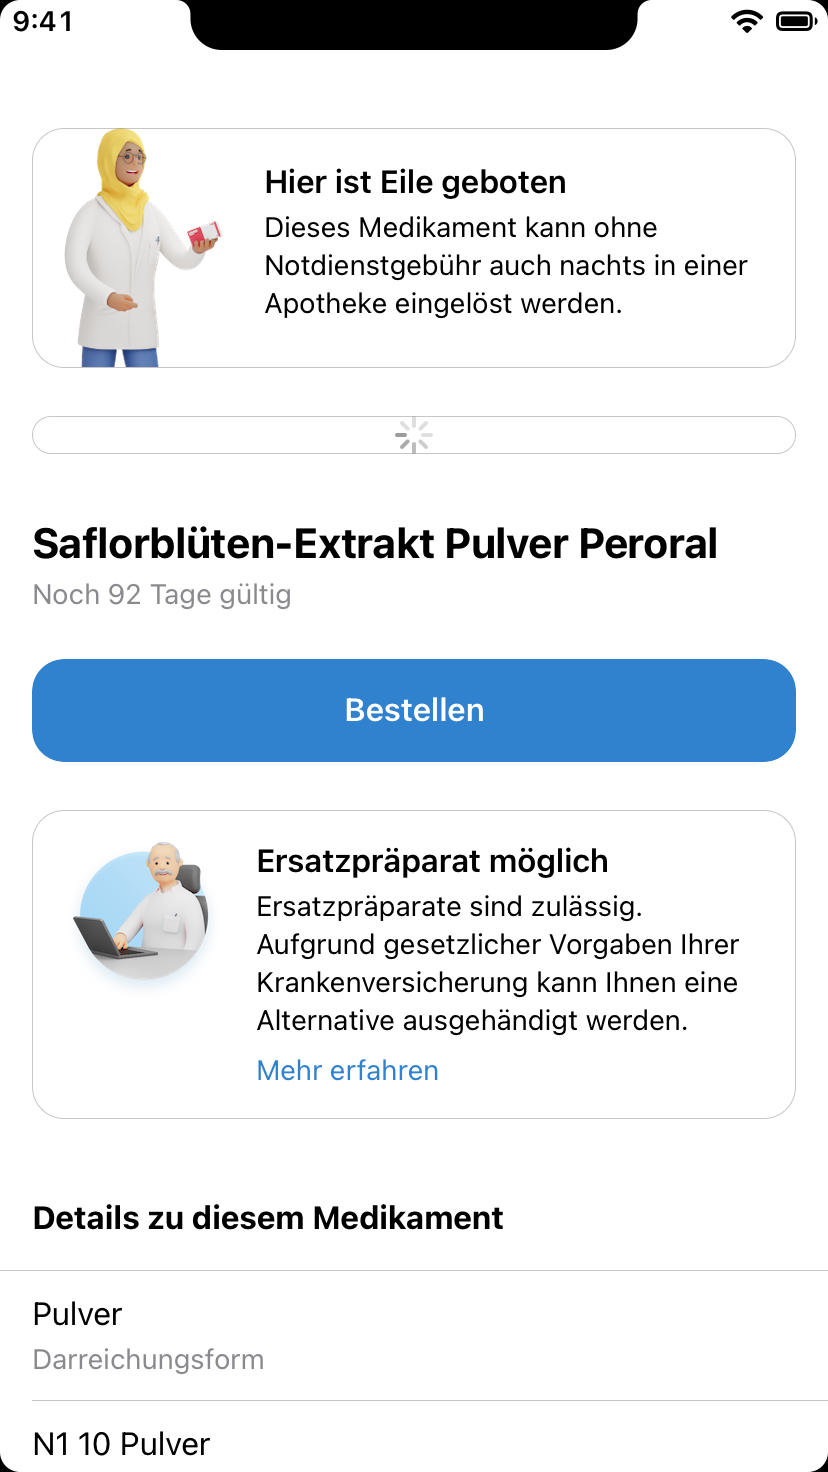 9:41
Hier ist Eile geboten
Dieses Medikament kann ohne
Notdienstgebühr auch nachts in einer
Apotheke eingelöst werden.
Saflorblüten-Extrakt Pulver Peroral
Noch 92 Tage gültig
Bestellen
Ersatzpräparat möglich
Ersatzpräparate sind zulässig.
Aufgrund gesetzlicher Vorgaben Ihrer
Krankenversicherung kann Ihnen eine
Alternative ausgehändigt werden.
Mehr erfahren
Details zu diesem Medikament
Pulver
Darreichungsform
N1 10 Pulver